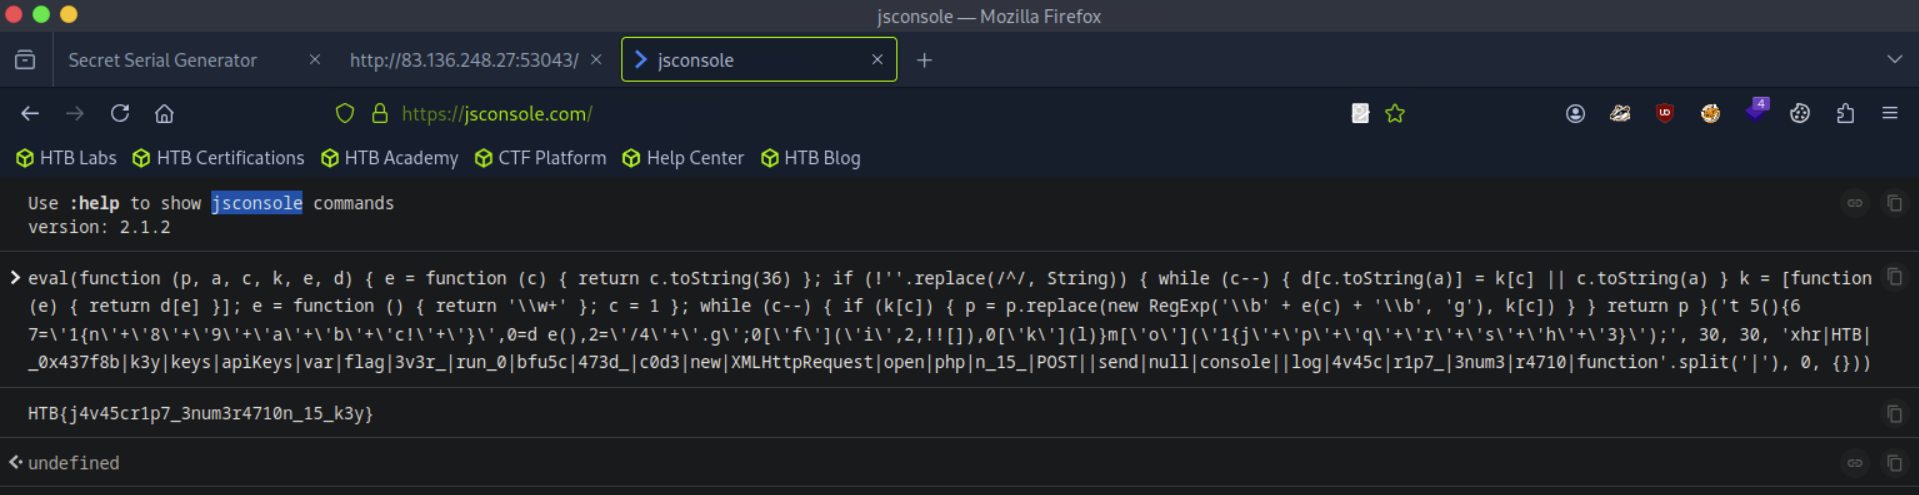 jsconsole — Mozilla Firefox
Secret Serial Generator
http://83.136.248.27:53043/
jsconsole
https://jsconsole.com/
4
HTB Labs
HTB Certifications
HTB Academy
CTF Platform
Help Center
HTB Blog
Use :help to show jsconsole commands
version: 2.1.2
eval(function (p, a, c, k, e, d) { e = function (c) { return c.toString(36) }; if (!''.replace(/^/, String)) { while (c--) { d[c.toString(a)] = k[c] || c.toString(a) } k = [function
(e) { return d[e] }]; e = function () { return '\\w+' }; c = 1 }; while (c--) { if (k[c]) { p = p.replace(new RegExp('\\b' + e(c) + '\\b', 'g'), k[c]) } } return p }('t 5(){6
7=\'1{n\'+\'8\'+\'9\'+\'a\'+\'b\'+\'c!\'+\'}\',0=d e(),2=\'/4\'+\'.g\';0[\'f\'](\'i\',2,!![]),0[\'k\'](l)}m[\'o\'](\'1{j\'+\'p\'+\'q\'+\'r\'+\'s\'+\'h\'+\'3}\');', 30, 30, 'xhr|HTB|
_0x437f8b|k3y|keys|apiKeys|var|flag|3v3r_|run_0|bfu5c|473d_|c0d3|new|XMLHttpRequest|open|php|n_15_|POST||send|null|console||log|4v45c|r1p7_|3num3|r4710|function'.split('|'), 0, {}))
HTB{j4v45cr1p7_3num3r4710n_15_k3y}
undefined